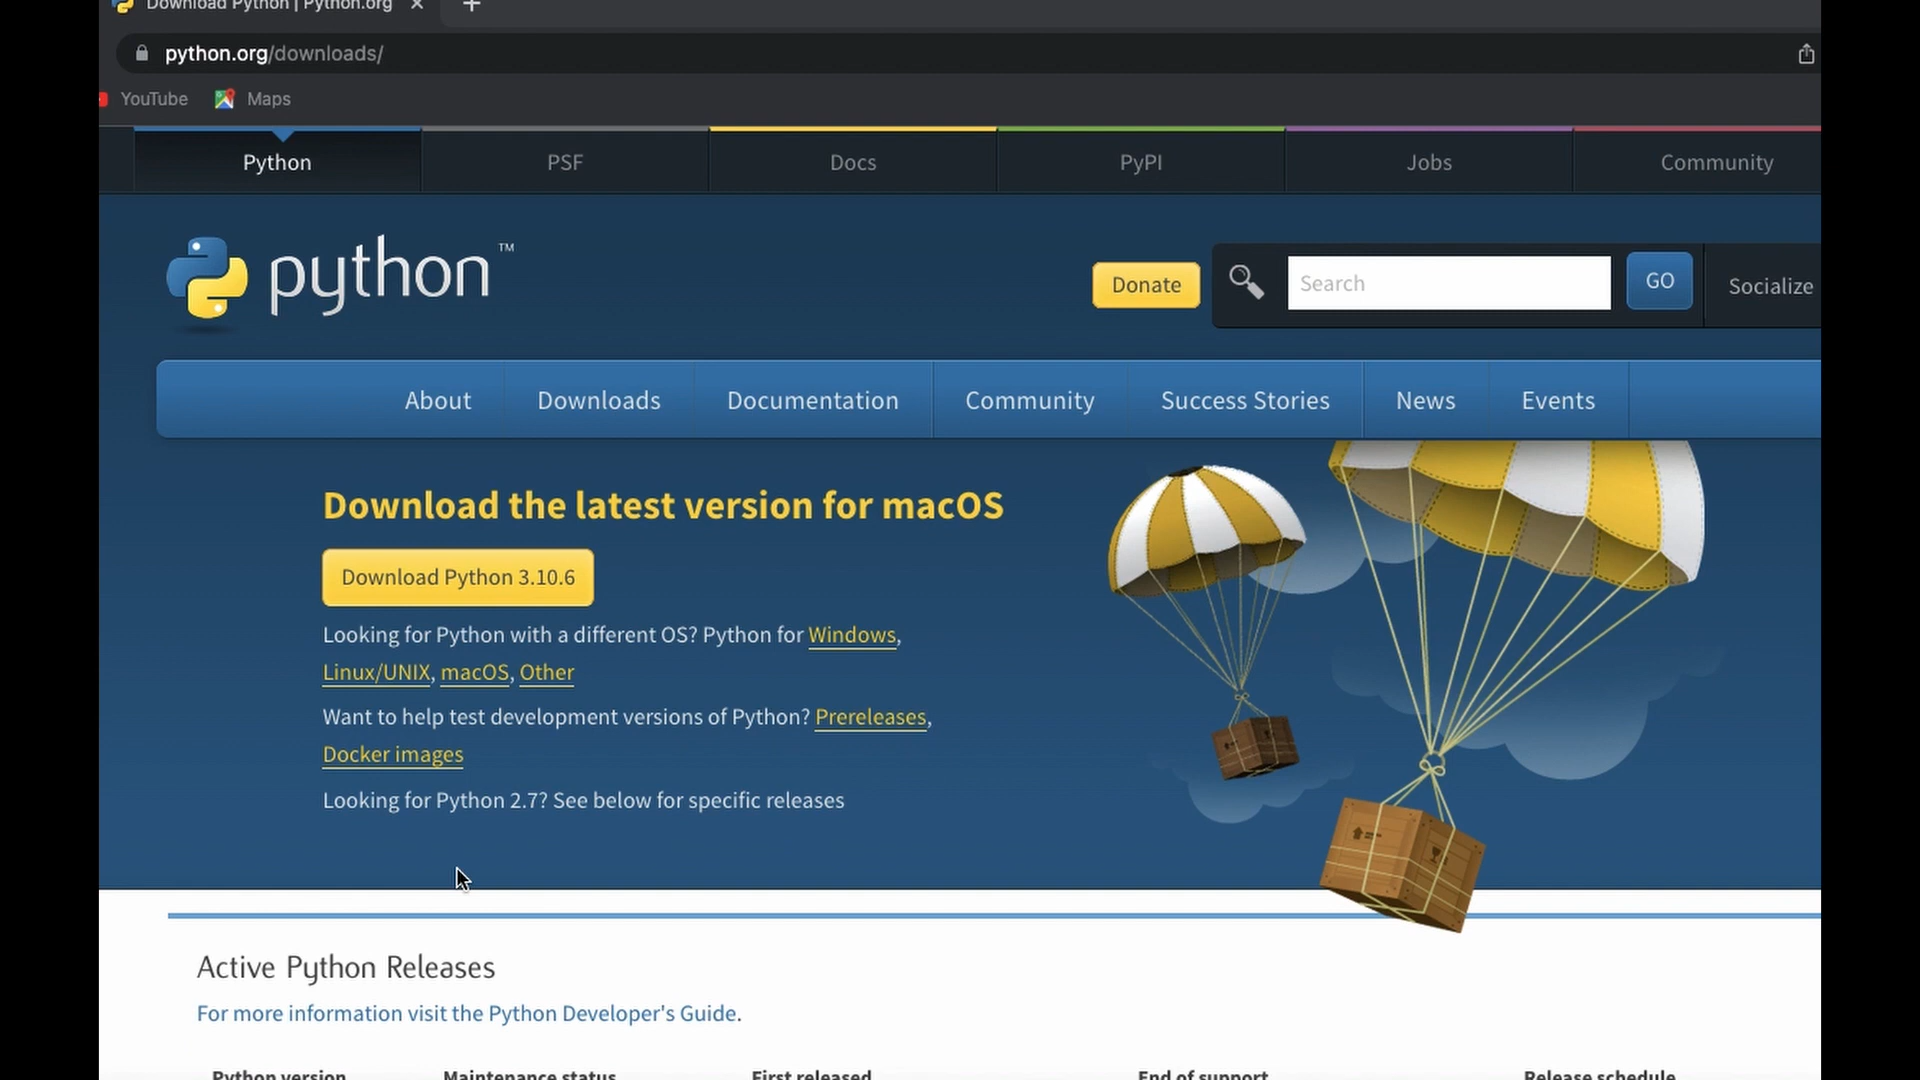 Download Python | Python.org
python.org/downloads/
YouTube Maps
Python PSF Docs PyPI Jobs Community
python™
Donate Search GO Socialize
About Downloads Documentation Community Success Stories News Events
Download the latest version for macOS
Download Python 3.10.6
Looking for Python with a different OS? Python for Windows,
Linux/UNIX, macOS, Other
Want to help test development versions of Python? Prereleases,
Docker images
Looking for Python 2.7? See below for specific releases
Active Python Releases
For more information visit the Python Developer's Guide.
Python version Maintenance status First released End of support Release schedule